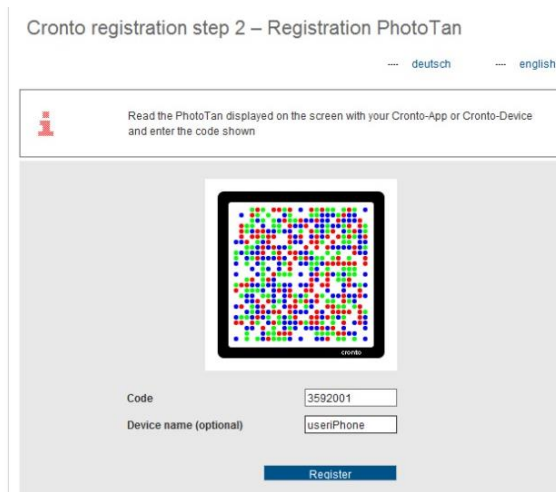 Cronto registration step 2 – Registration PhotoTan
---- deutsch ---- english
Read the PhotoTan displayed on the screen with your Cronto-App or Cronto-Device
and enter the code shown
cronto
Code 3592001
Device name (optional) useriPhone
Register